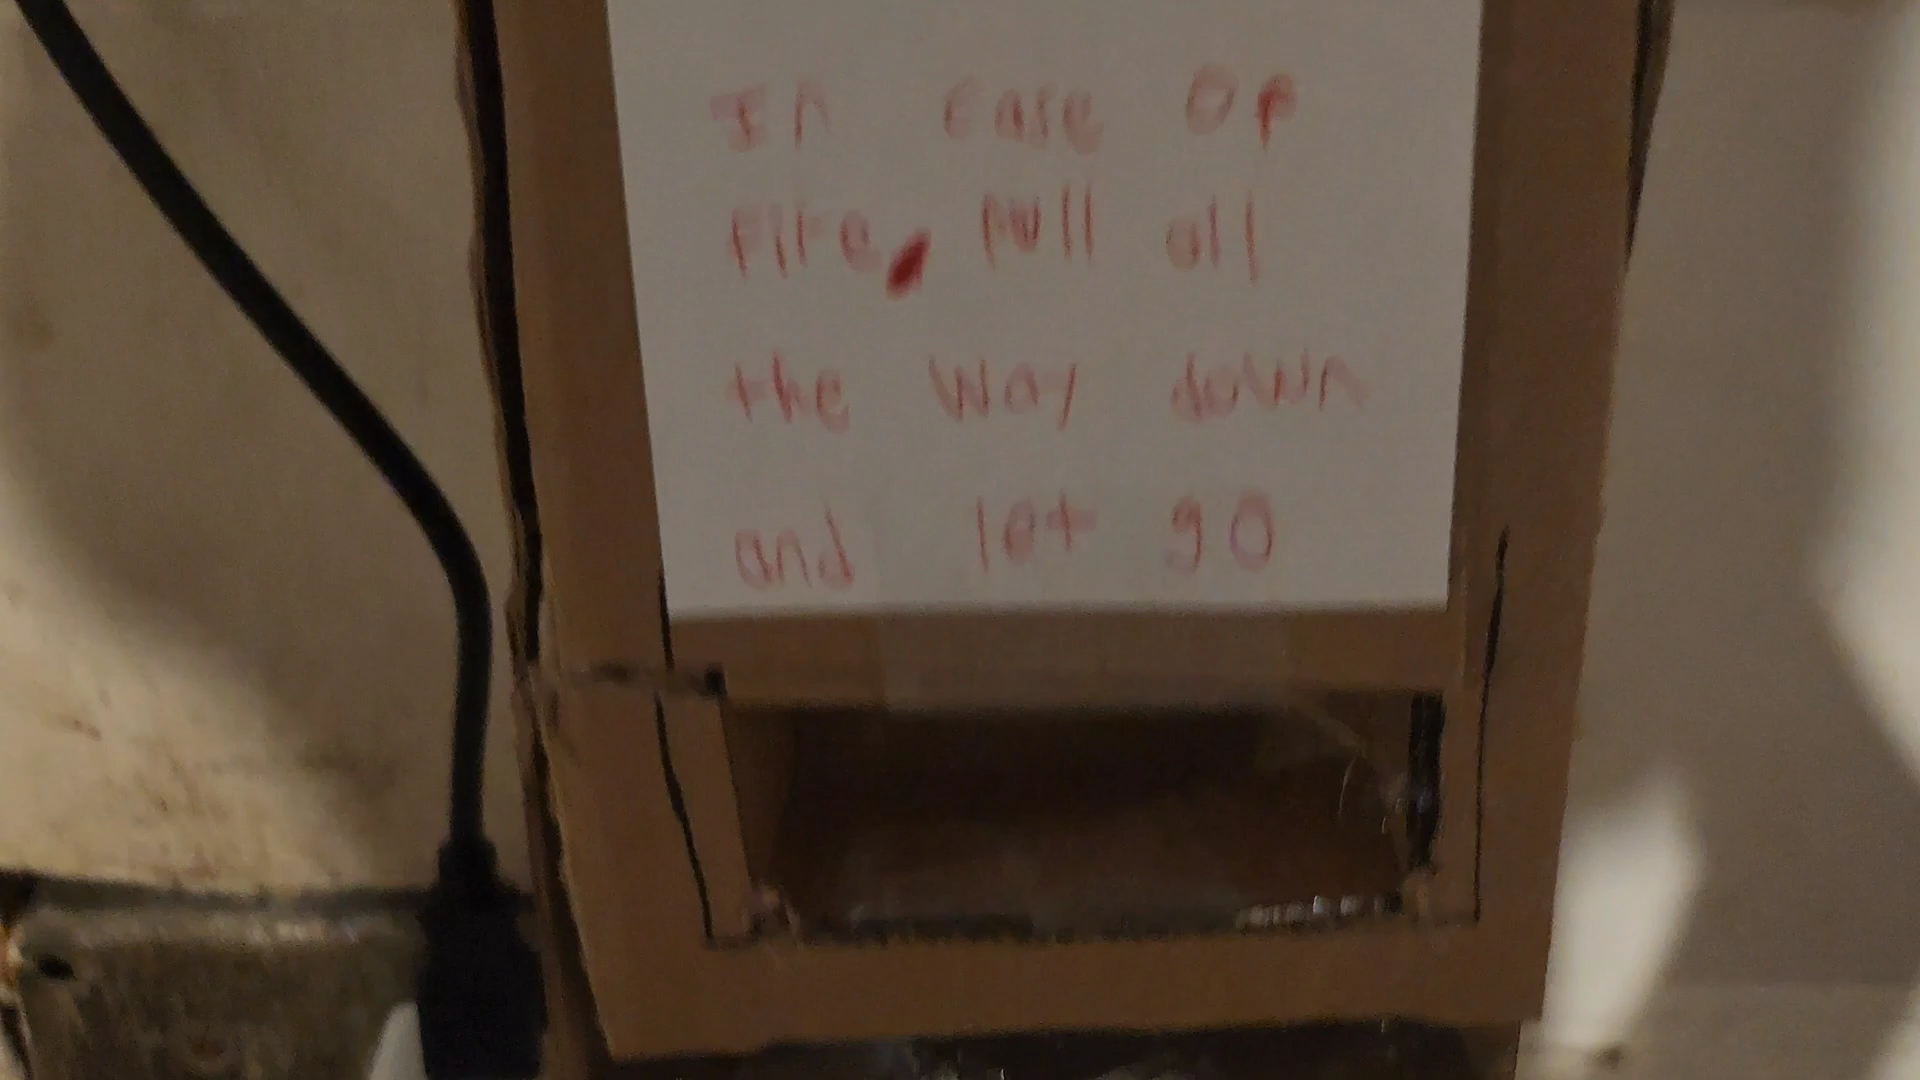 In case of
fire, pull all
the way down
and let go